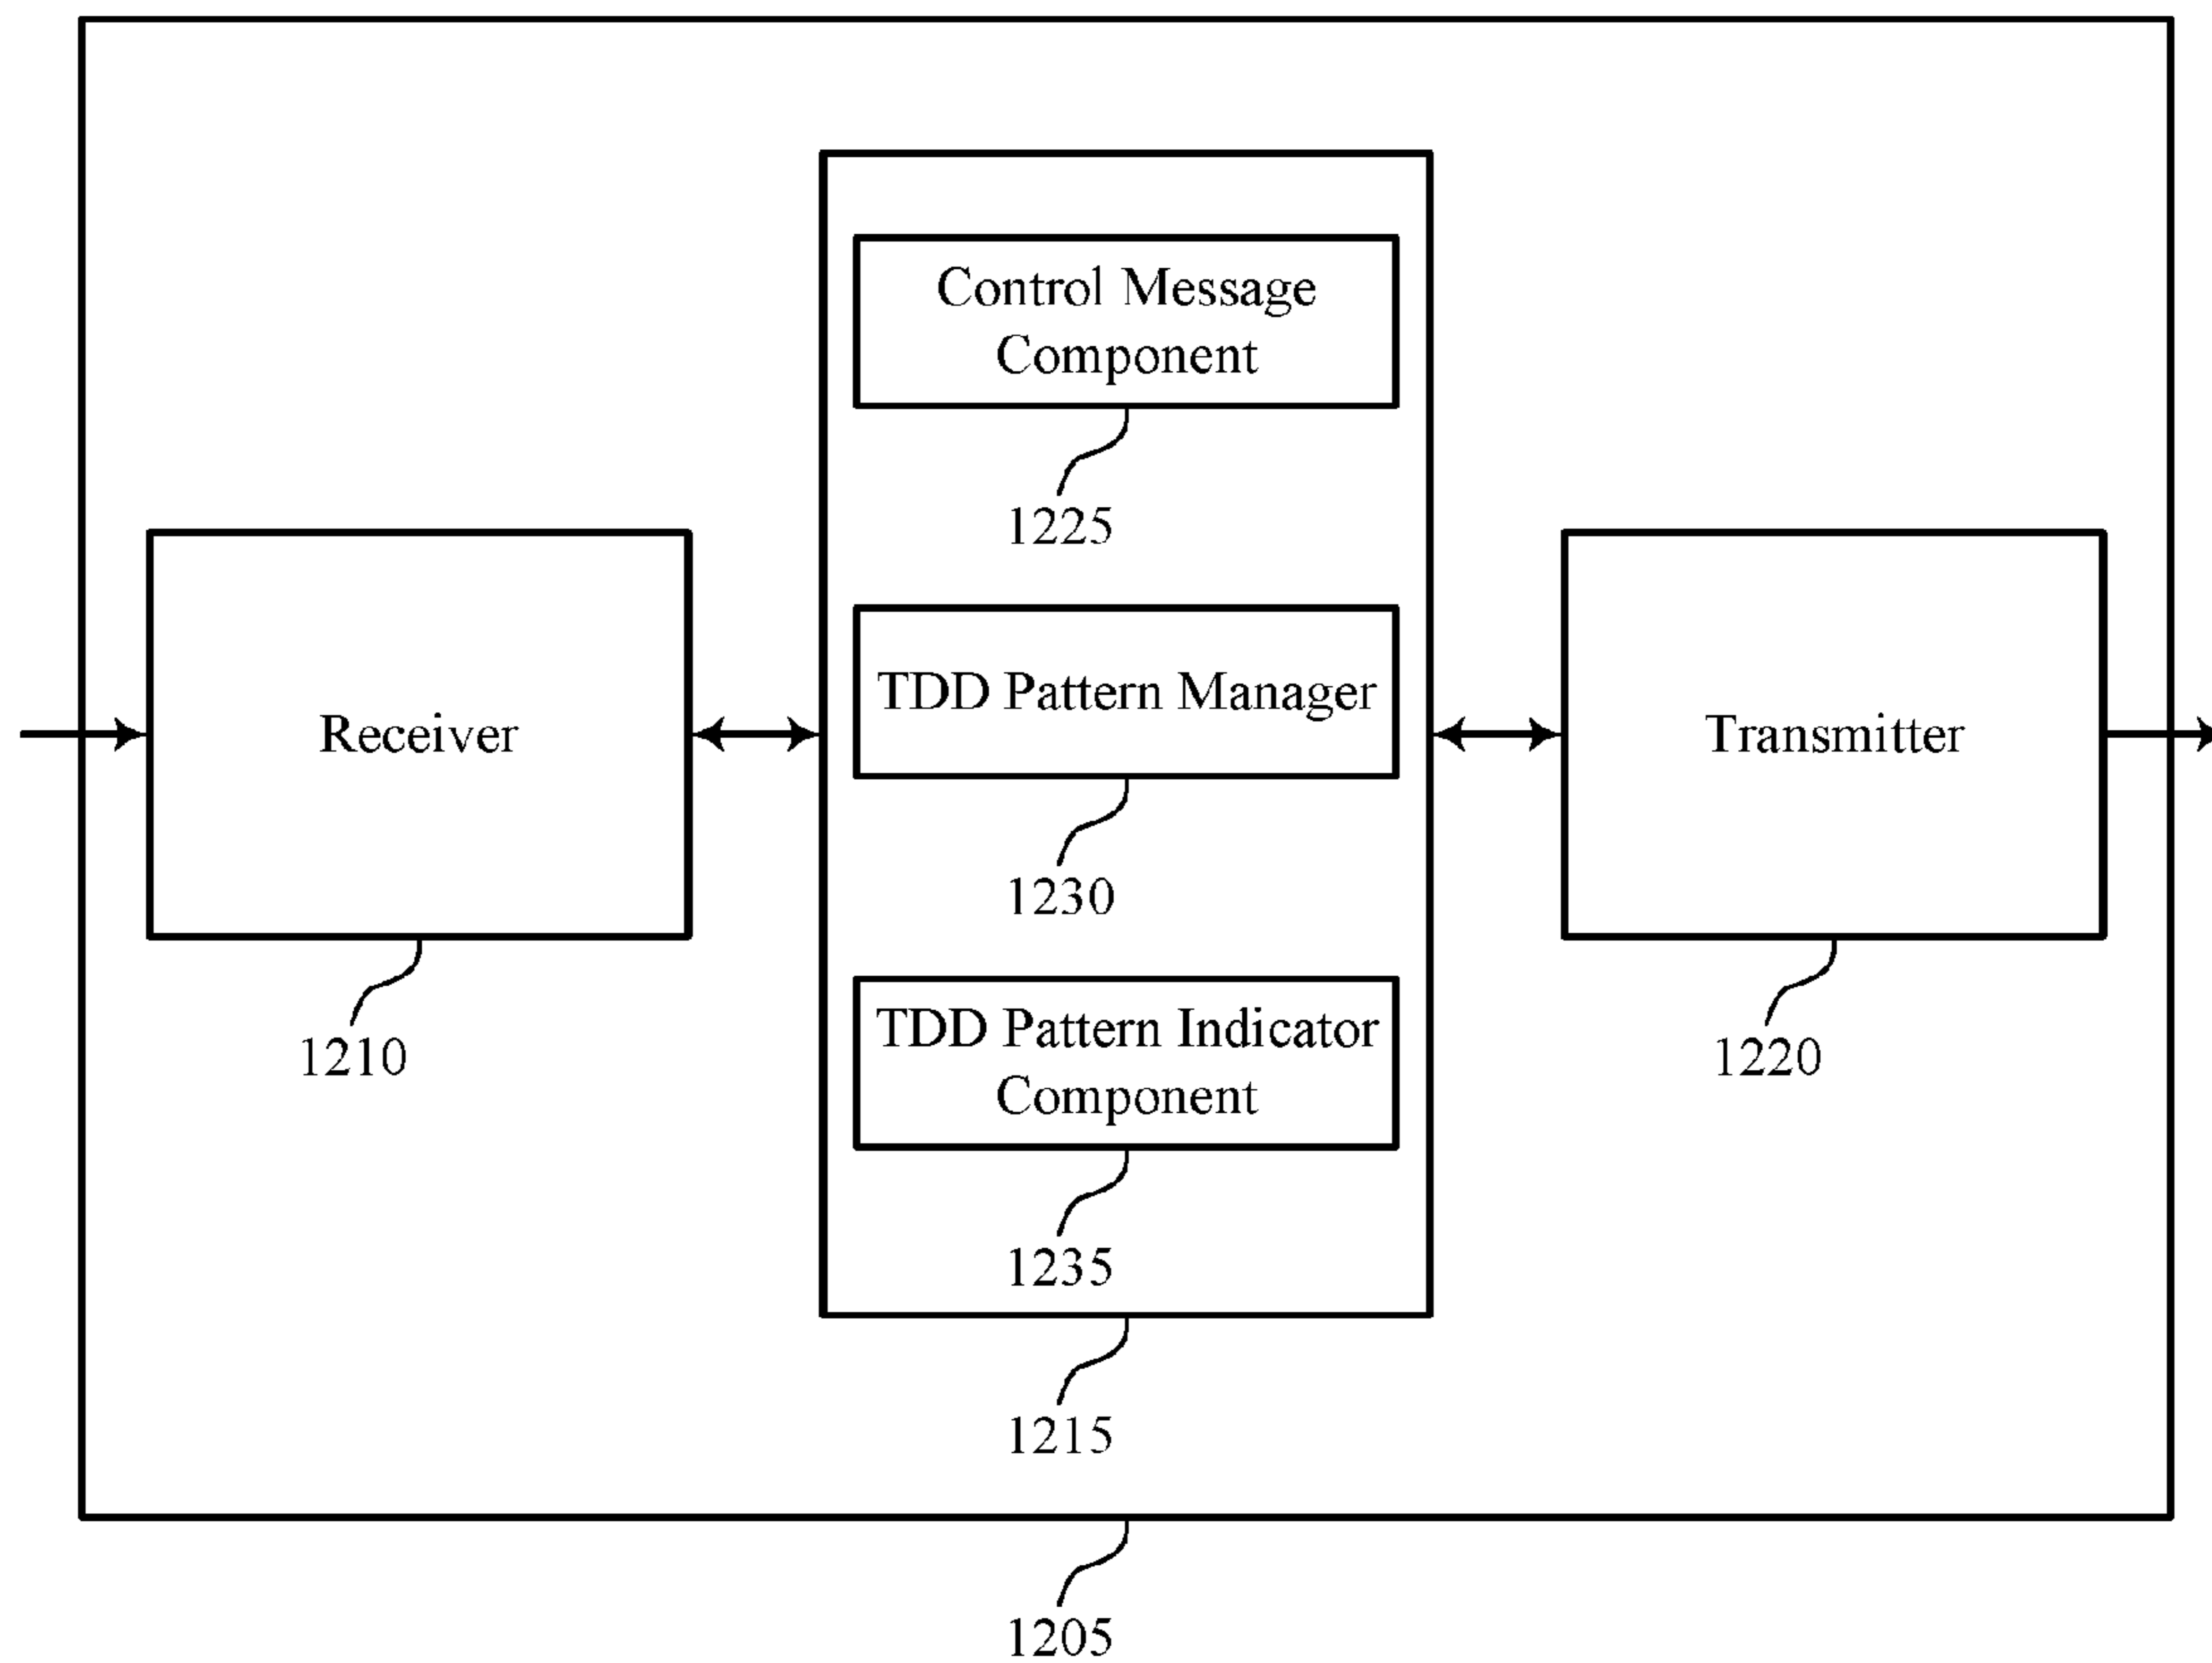 Control Message
Component
1225
Receiver
1210
TDD Pattern Manager
1230
Transmitter
1220
TDD Pattern Indicator
Component
1235
1215
1205